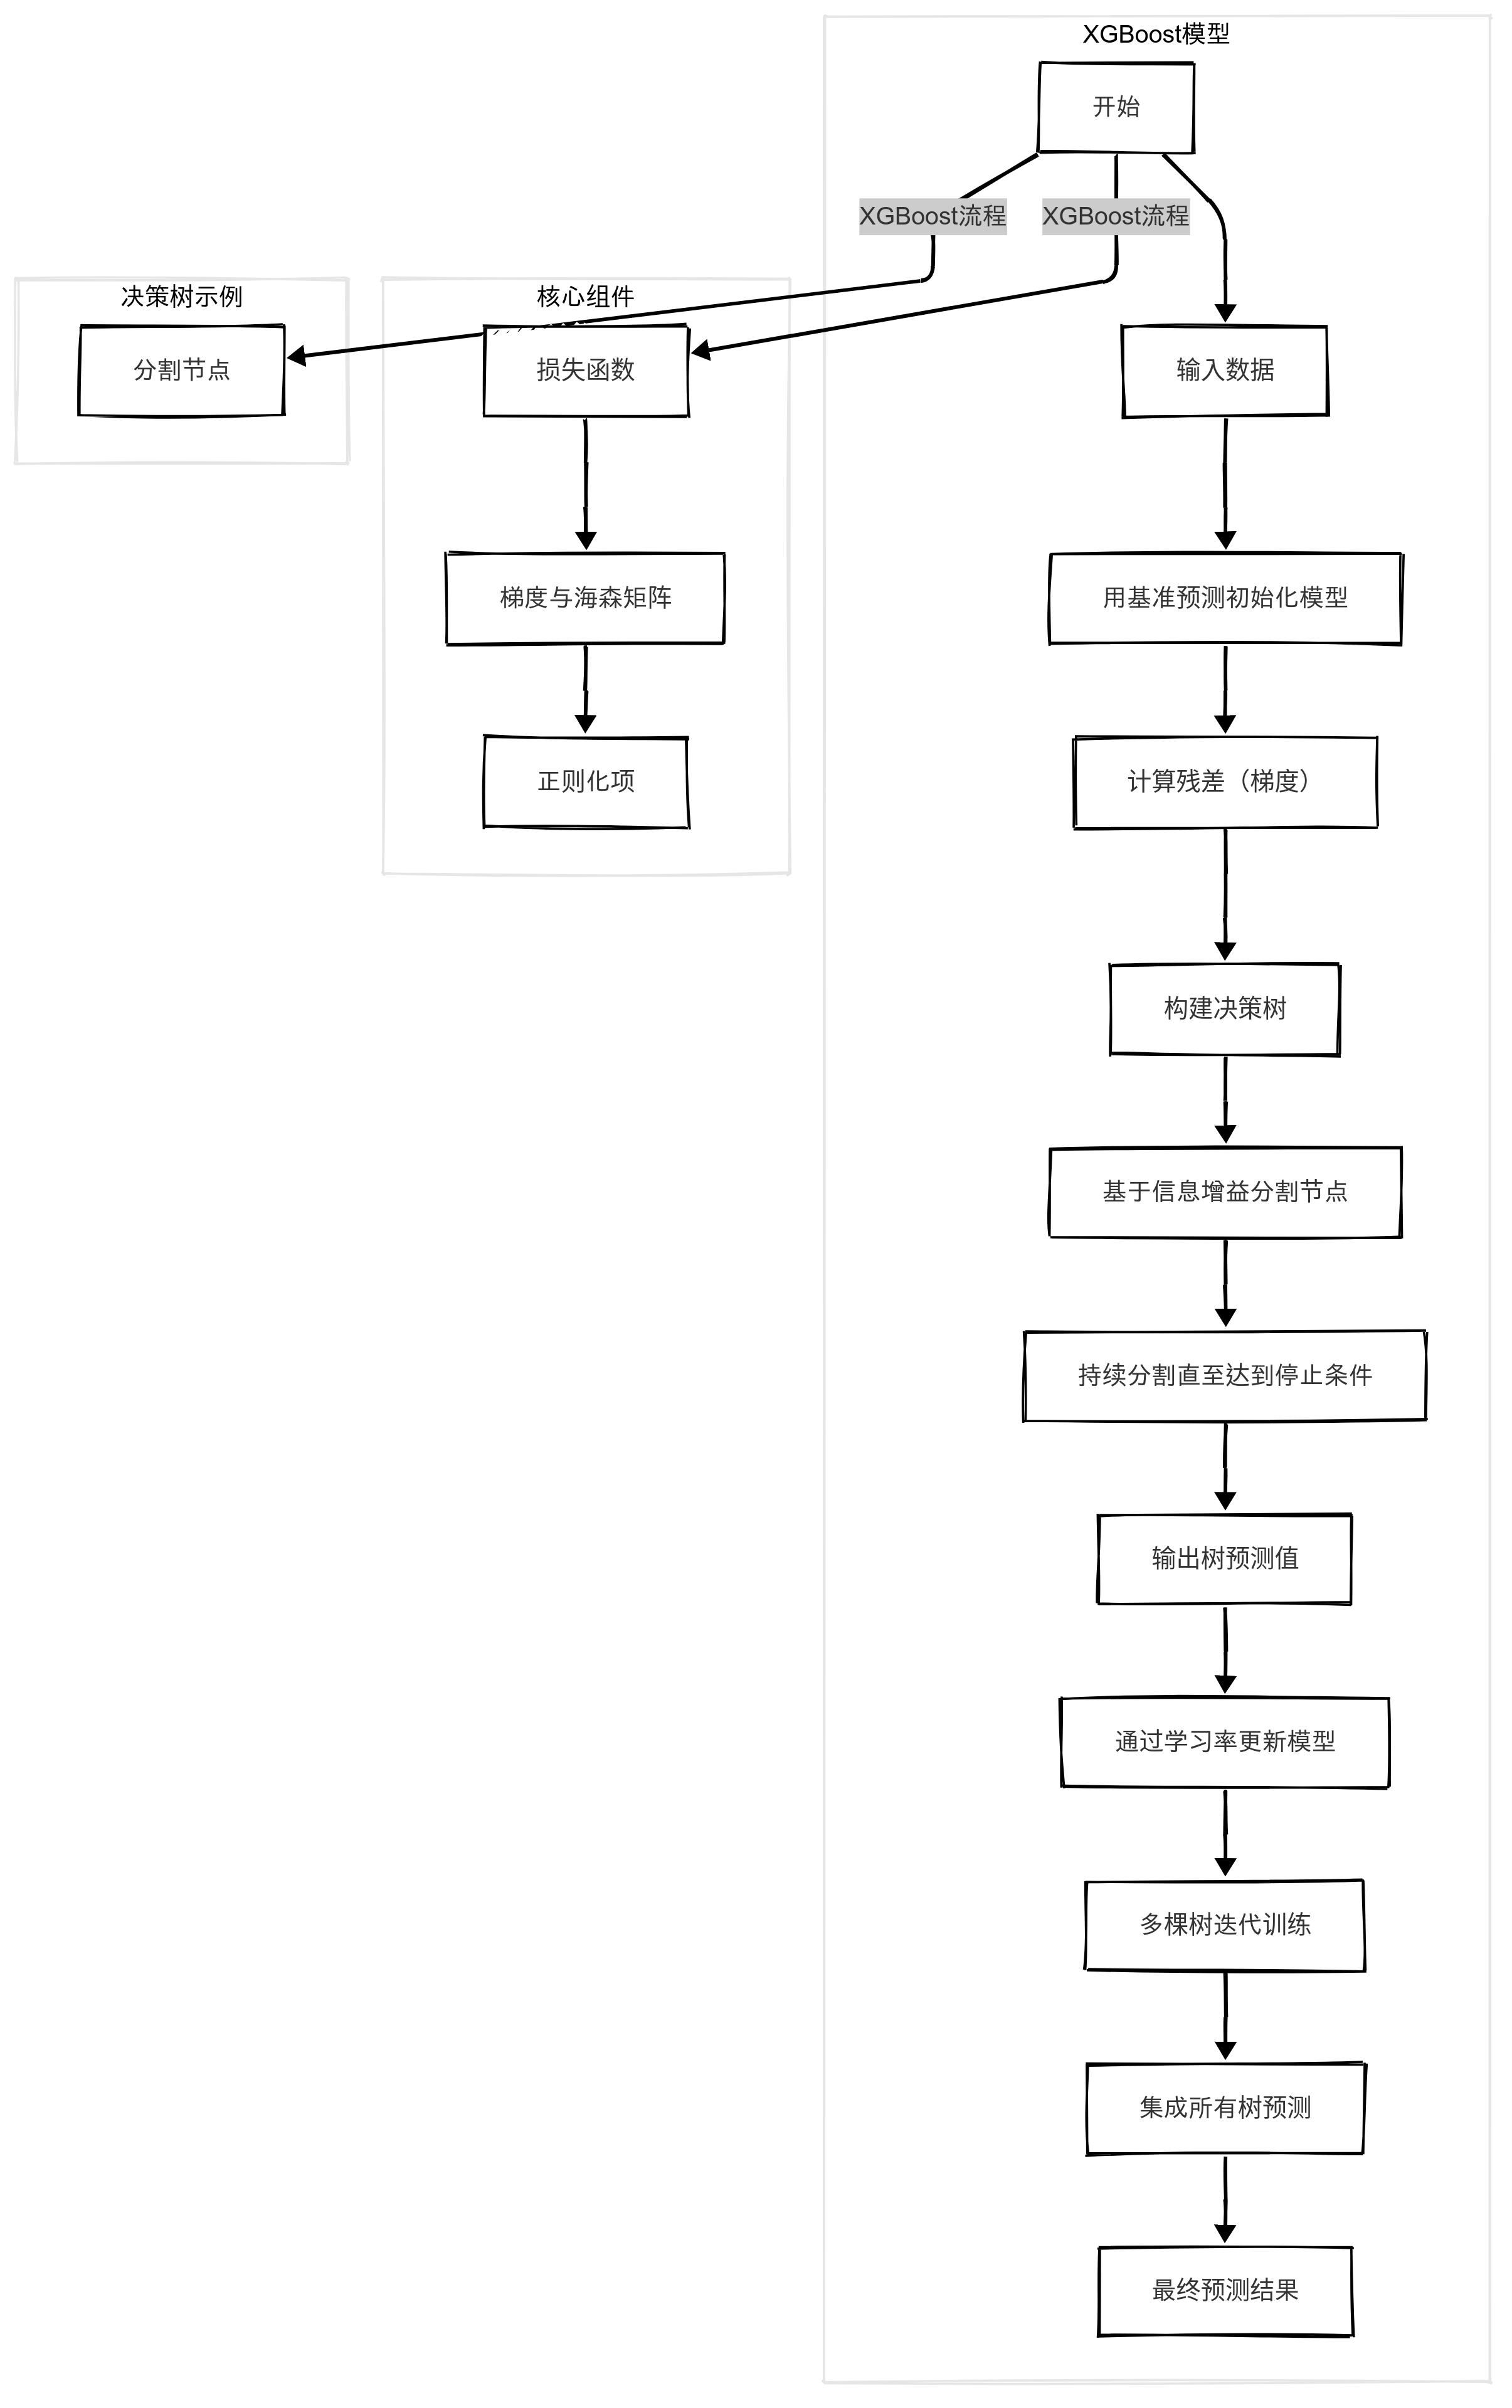 XGBoost模型
开始
XGBoost流程
XGBoost流程
决策树示例
分割节点
核心组件
损失函数
梯度与海森矩阵
正则化项
输入数据
用基准预测初始化模型
计算残差（梯度）
构建决策树
基于信息增益分割节点
持续分割直至达到停止条件
输出树预测值
通过学习率更新模型
多棵树迭代训练
集成所有树预测
最终预测结果